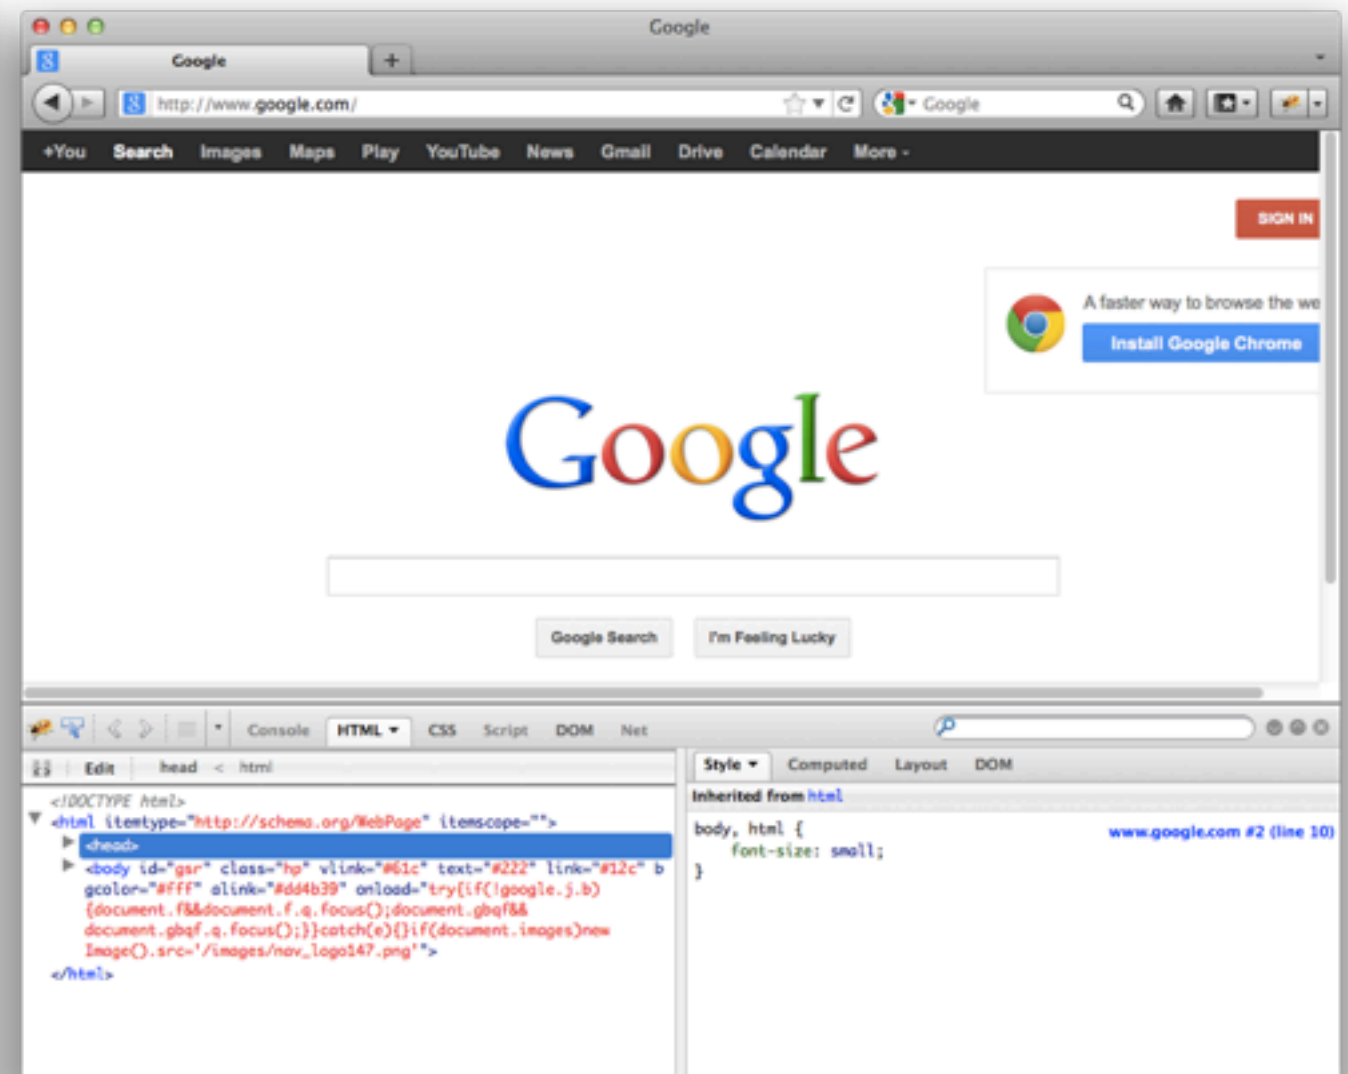 Google
Google +
http://www.google.com/ Google
+You Search Images Maps Play YouTube News Gmail Drive Calendar More
SIGN IN
A faster way to browse the we
Install Google Chrome
Google
Google Search I'm Feeling Lucky
Console HTML CSS Script DOM Net
Edit head < html
Style Computed Layout DOM
<!DOCTYPE html>
<html itemtype="http://schema.org/WebPage" itemscope="">
<head>
<body id="gsr" class="hp" vlink="#61c" text="#222" link="#12c" b
gcolor="#fff" alink="#dd4b39" onload="try{if(!google.j.b)
{document.f&&document.f.q.focus();document.gbqf&&
document.gbqf.q.focus();}}catch(e){}if(document.images)new
Image().src='/images/nav_logo147.png'">
</html>
Inherited from html
body, html { www.google.com #2 (line 10)
font-size: small;
}